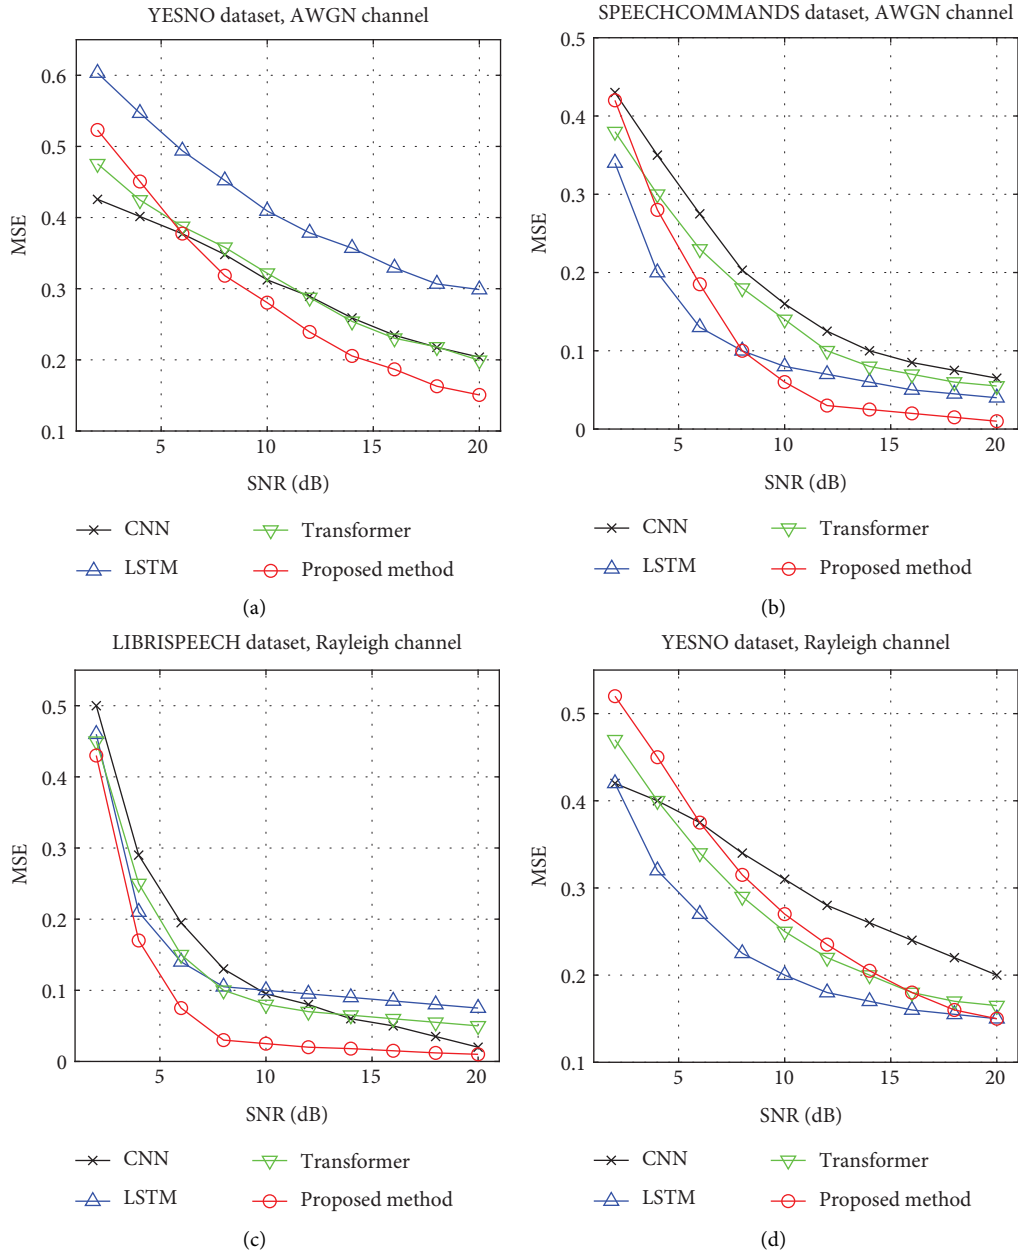 YESNO dataset, AWGN channel
0.6
0.5
0.4
0.3
0.2
0.1
MSE
5
10
15
20
SNR (dB)
CNN
Transformer
LSTM
Proposed method
(a)
SPEECHCOMMANDS dataset, AWGN channel
0.5
0.4
0.3
0.2
0.1
0
MSE
5
10
15
20
SNR (dB)
CNN
Transformer
LSTM
Proposed method
(b)
LIBRISPEECH dataset, Rayleigh channel
0.5
0.4
0.3
0.2
0.1
0
MSE
5
10
15
20
SNR (dB)
CNN
Transformer
LSTM
Proposed method
(c)
YESNO dataset, Rayleigh channel
0.5
0.4
0.3
0.2
0.1
MSE
5
10
15
20
SNR (dB)
CNN
Transformer
LSTM
Proposed method
(d)